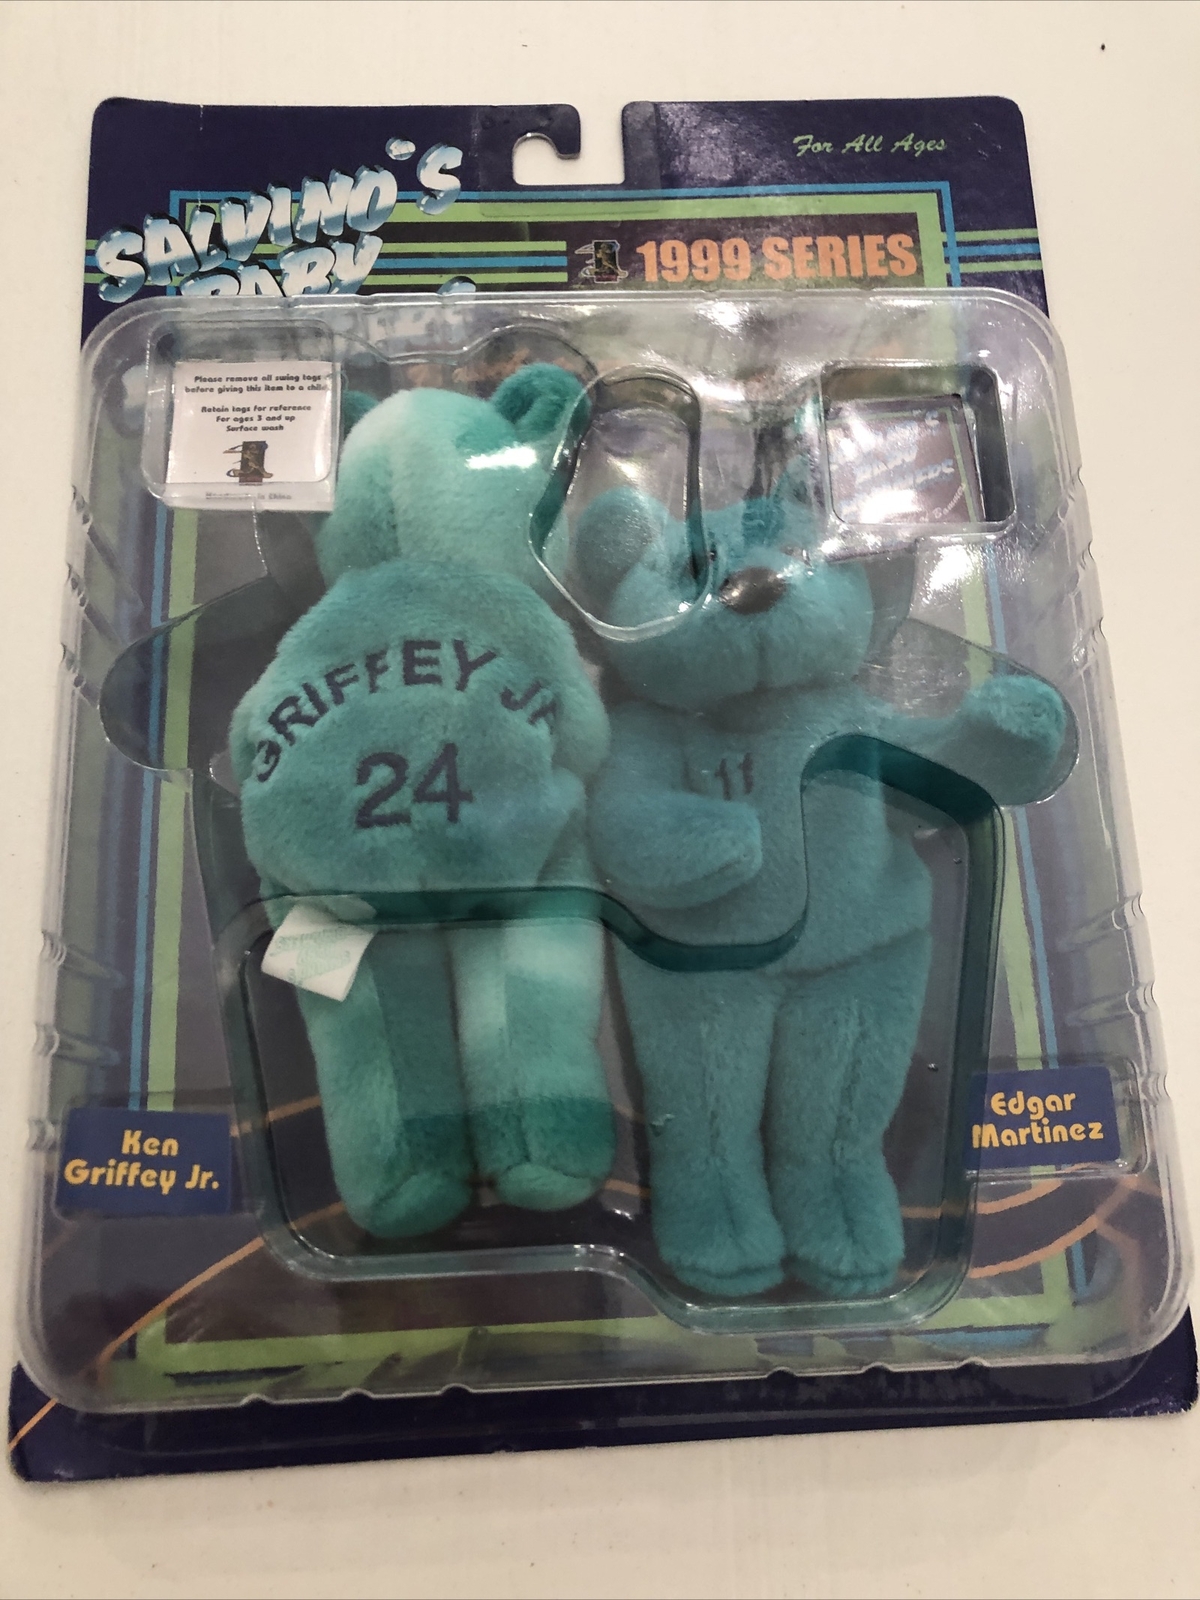 For All Ages
SALVINO'S
BABY
1999 SERIES
Please remove all swing tags
before giving this item to a child.
Retain tags for reference
For ages 3 and up
Surface wash
GRIFFEY JR
24
11
Ken
Griffey Jr.
Edgar
Martinez